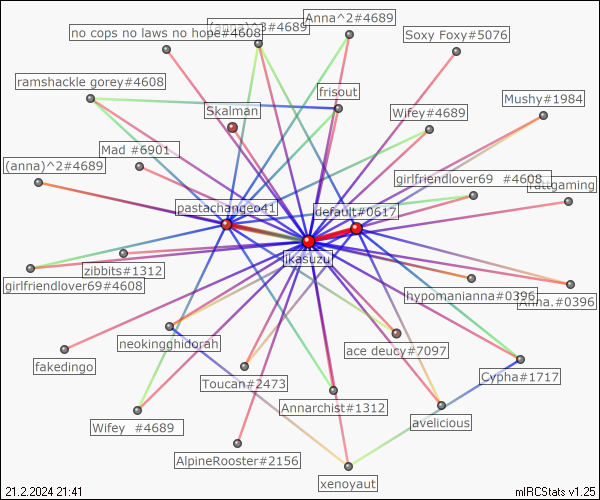 Anna^2#4689
(anna)^3#4689
no cops no laws no hope#4608
Soxy Foxy#5076
ramshackle gorey#4608
frisout
Mushy#1984
Skalman
Wifey#4689
Mad #6901
(anna)^2#4689
girlfriendlover69 #4608
rattgaming
pastachangeo41
default#0617
ikasuzu
zibbits#1312
girlfriendlover69#4608
hypomanianna#0396
Anna.#0396
neokingghidorah
ace deucy#7097
fakedingo
Cypha#1717
Toucan#2473
Annarchist#1312
avelicious
Wifey #4689
AlpineRooster#2156
xenoyaut
21.2.2024 21:41
mIRCStats v1.25